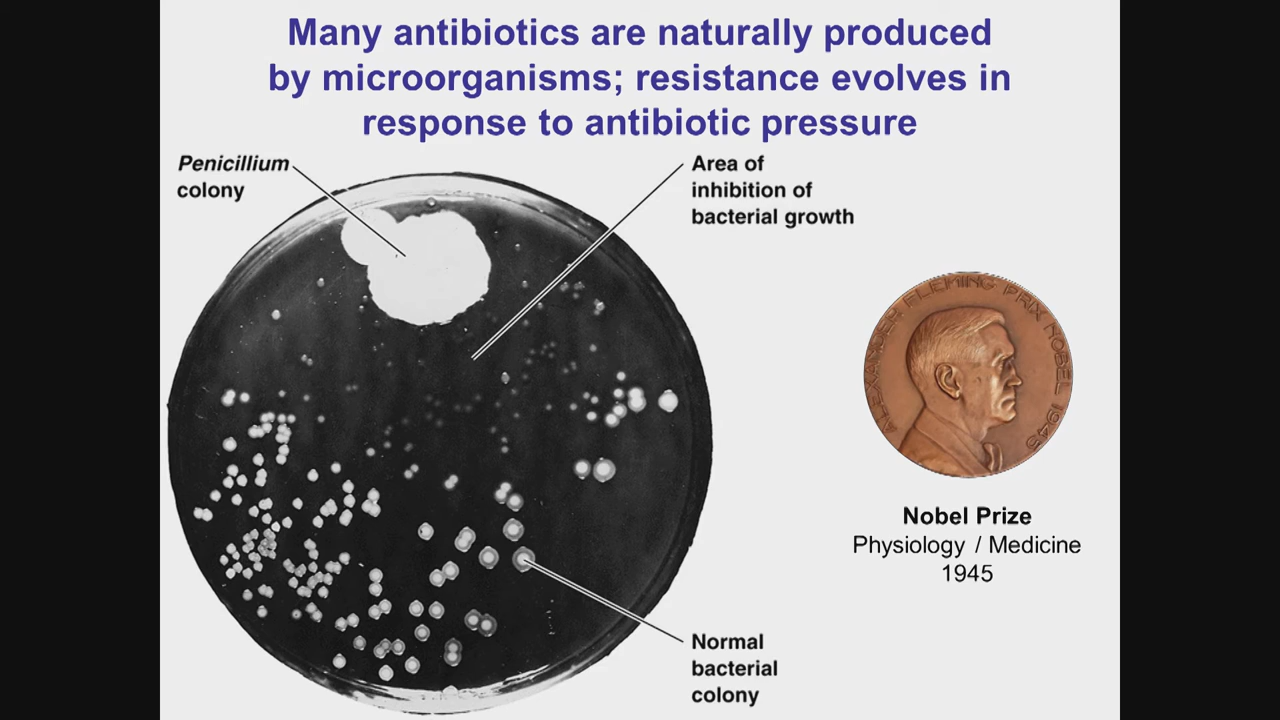 Many antibiotics are naturally produced
by microorganisms; resistance evolves in
response to antibiotic pressure
Penicillium
colony
Area of
inhibition of
bacterial growth
ALEXANDER FLEMING PRIX NOBEL 1945
Nobel Prize
Physiology / Medicine
1945
Normal
bacterial
colony